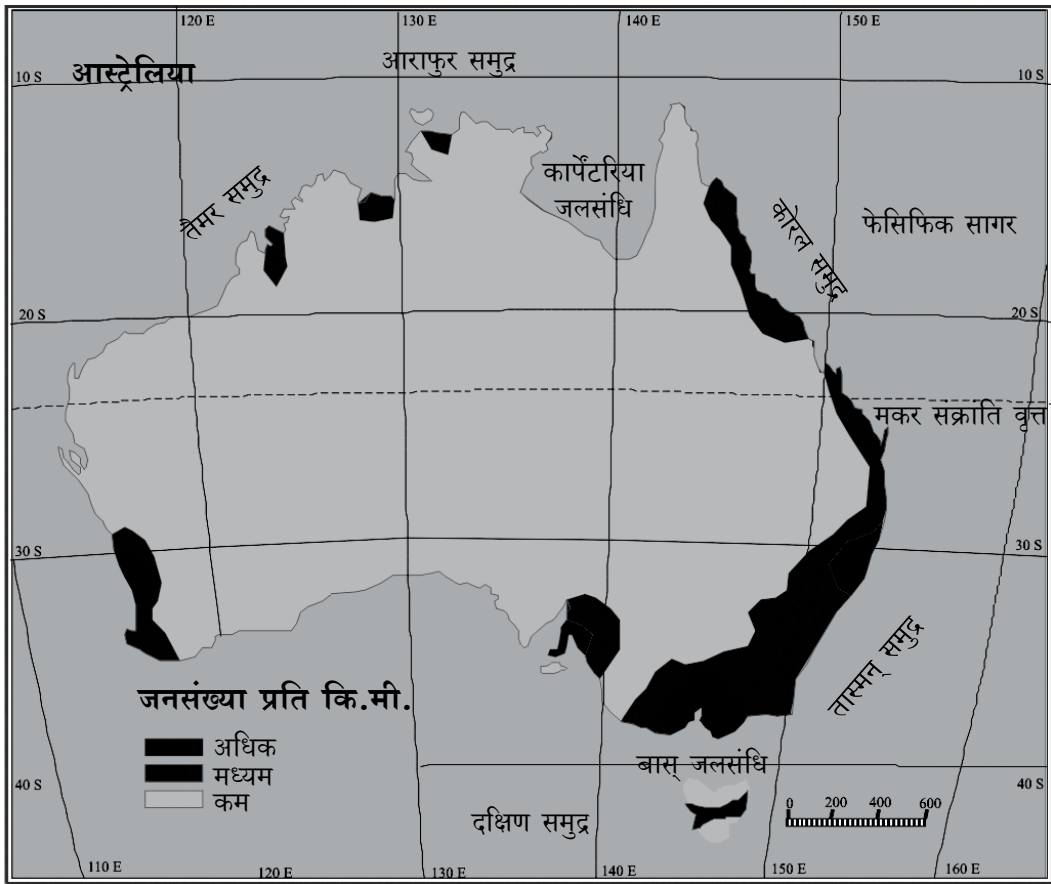 120 E
130 E
140 E
150 E
आस्ट्रेलिया
आराफुर समुद्र
10 S
10 S
तैमर समुद्र
कार्पेंटरिया
जलसंधि
कोरल समुद्र
फेसिफिक सागर
20 S
20 S
मकर संक्रांति वृत्त
30 S
30 S
तास्मन् समुद्र
जनसंख्या प्रति कि.मी.
अधिक
मध्यम
कम
बास् जलसंधि
40 S
40 S
दक्षिण समुद्र
0 200 400 600
110 E
120 E
130 E
140 E
150 E
160 E